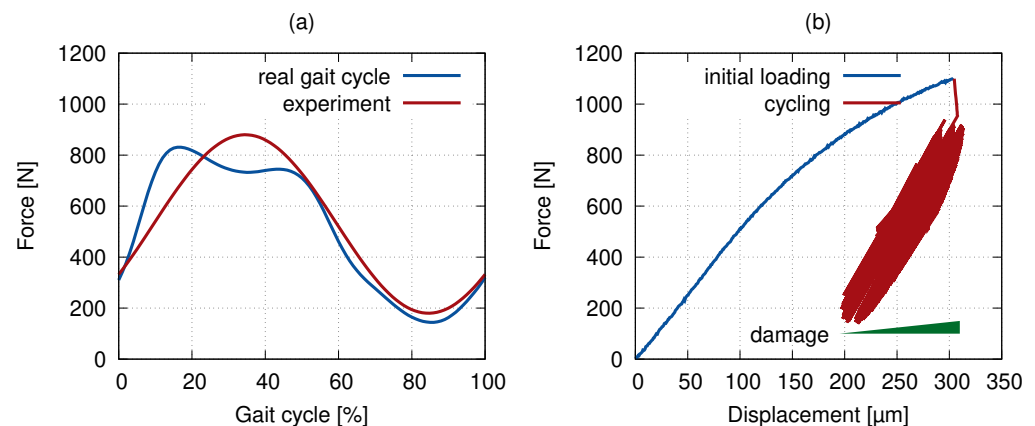 (a)
1200
1000
800
600
400
200
0
Force [N]
real gait cycle
experiment
0 20 40 60 80 100
Gait cycle [%]
(b)
1200
1000
800
600
400
200
0
Force [N]
initial loading
cycling
damage
0 50 100 150 200 250 300 350
Displacement [µm]